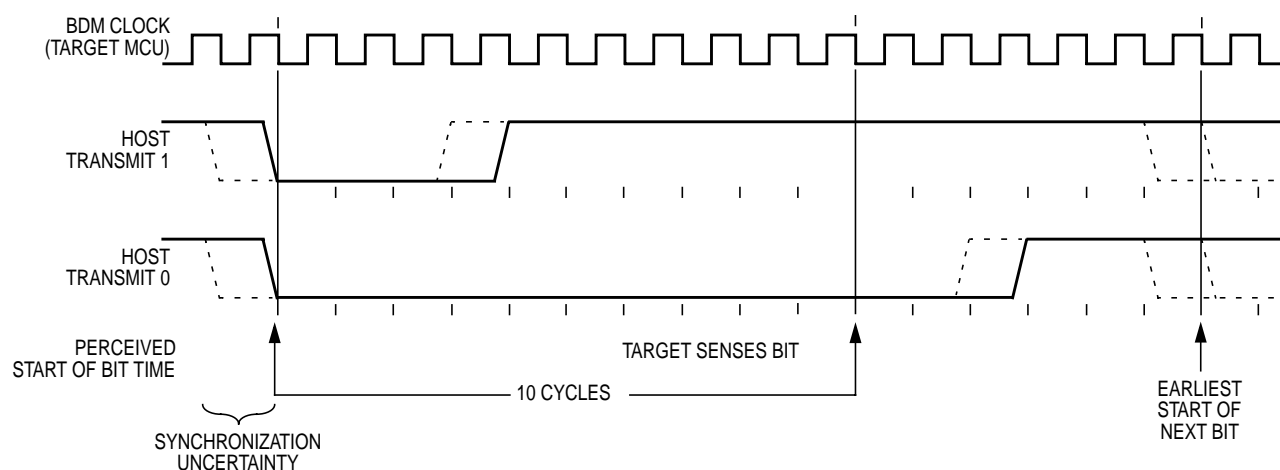 BDM CLOCK
(TARGET MCU)
HOST
TRANSMIT 1
HOST
TRANSMIT 0
PERCEIVED
START OF BIT TIME
TARGET SENSES BIT
10 CYCLES
SYNCHRONIZATION
UNCERTAINTY
EARLIEST
START OF
NEXT BIT